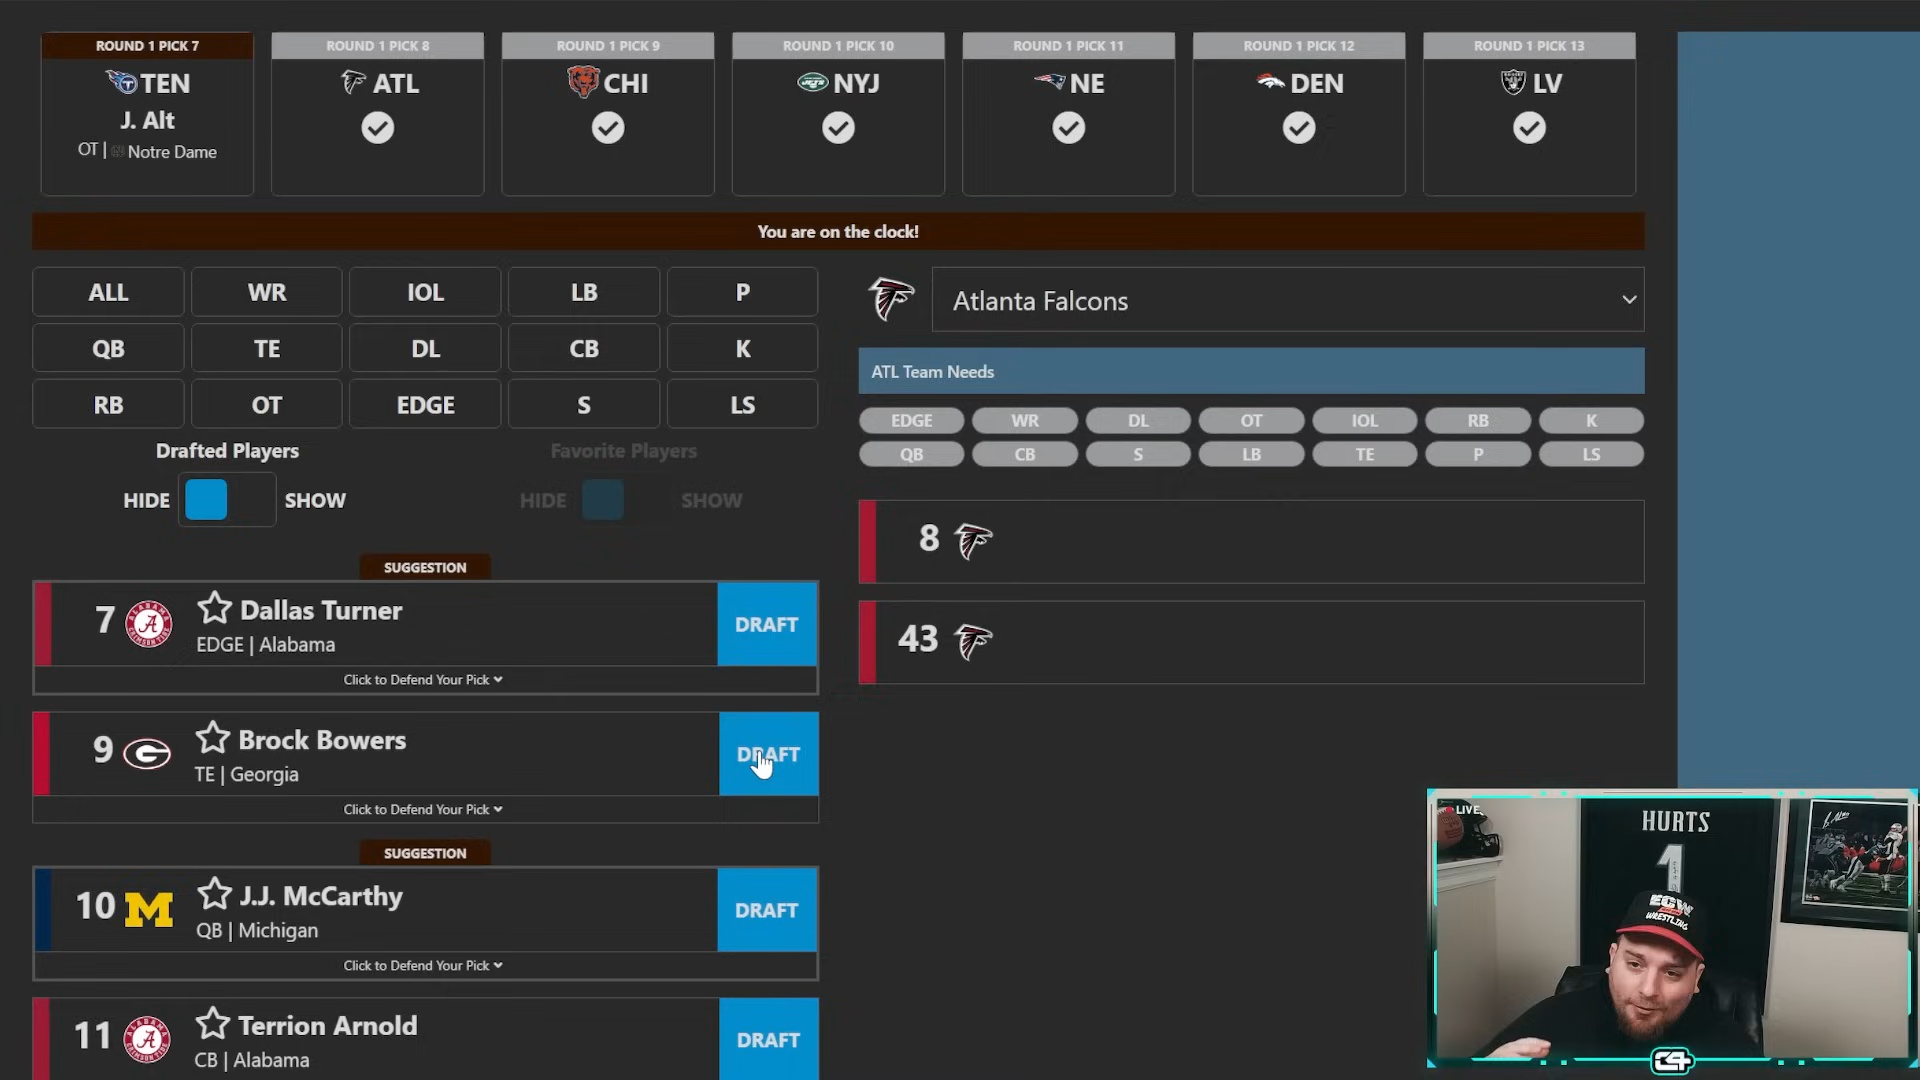 ROUND 1 PICK 7
TEN
J. Alt
OT | Notre Dame
ROUND 1 PICK 8
ATL
ROUND 1 PICK 9
CHI
ROUND 1 PICK 10
NYJ
ROUND 1 PICK 11
NE
ROUND 1 PICK 12
DEN
ROUND 1 PICK 13
LV
You are on the clock!
ALL WR IOL LB P
QB TE DL CB K
RB OT EDGE S LS
Drafted Players
HIDE SHOW
Favorite Players
HIDE SHOW
SUGGESTION
7 Dallas Turner
EDGE | Alabama
DRAFT
Click to Defend Your Pick
9 Brock Bowers
TE | Georgia
DRAFT
Click to Defend Your Pick
SUGGESTION
10 J.J. McCarthy
QB | Michigan
DRAFT
Click to Defend Your Pick
11 Terrion Arnold
CB | Alabama
DRAFT
Atlanta Falcons
ATL Team Needs
EDGE WR DL OT IOL RB K
QB CB S LB TE P LS
8
43
LIVE
HURTS
1
ECW
WRESTLING